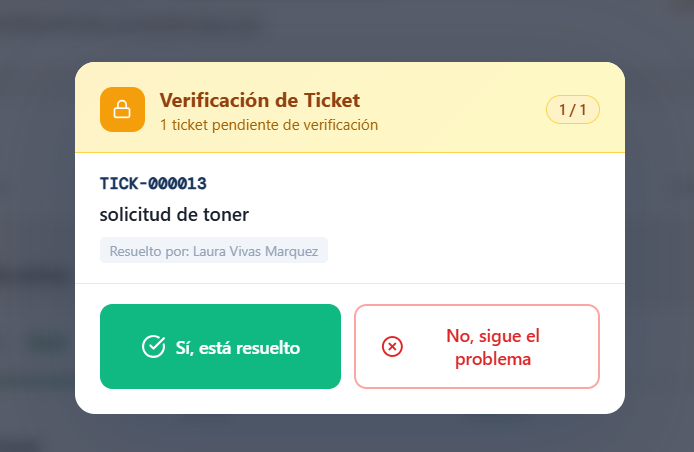 Verificación de Ticket
1 ticket pendiente de verificación
1 / 1
TICK-000013
solicitud de toner
Resuelto por: Laura Vivas Marquez
Sí, está resuelto
No, sigue el
problema